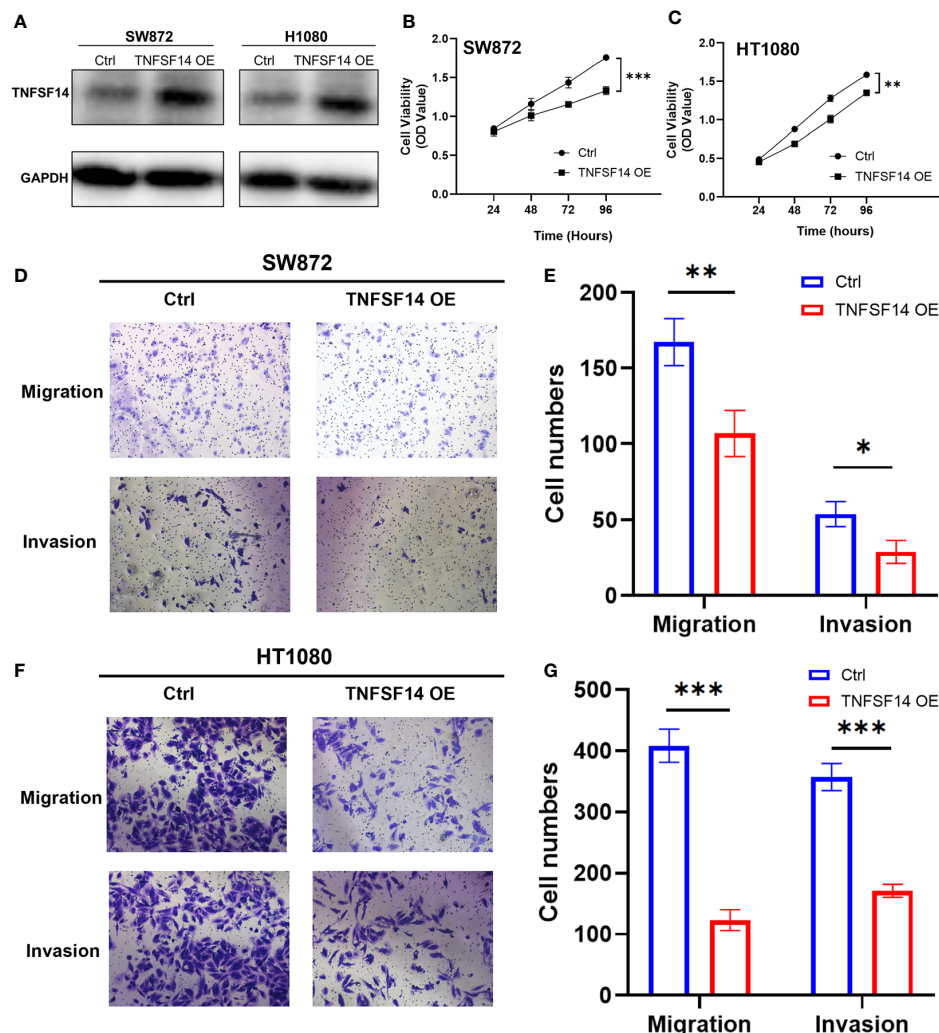 A
SW872
H1080
Ctrl
TNFSF14 OE
Ctrl
TNFSF14 OE
TNFSF14
GAPDH
B
SW872
Cell Viability
(OD Value)
2.0
1.5
1.0
0.5
0.0
***
Ctrl
TNFSF14 OE
24
48
72
96
Time (Hours)
C
HT1080
Cell Viability
(OD Value)
2.0
1.5
1.0
0.5
0.0
**
Ctrl
TNFSF14 OE
24
48
72
96
Time (hours)
D
SW872
Ctrl
TNFSF14 OE
Migration
Invasion
E
Ctrl
TNFSF14 OE
Cell numbers
200
150
100
50
0
**
*
Migration
Invasion
F
HT1080
Ctrl
TNFSF14 OE
Migration
Invasion
G
Ctrl
TNFSF14 OE
Cell numbers
500
400
300
200
100
0
***
***
Migration
Invasion